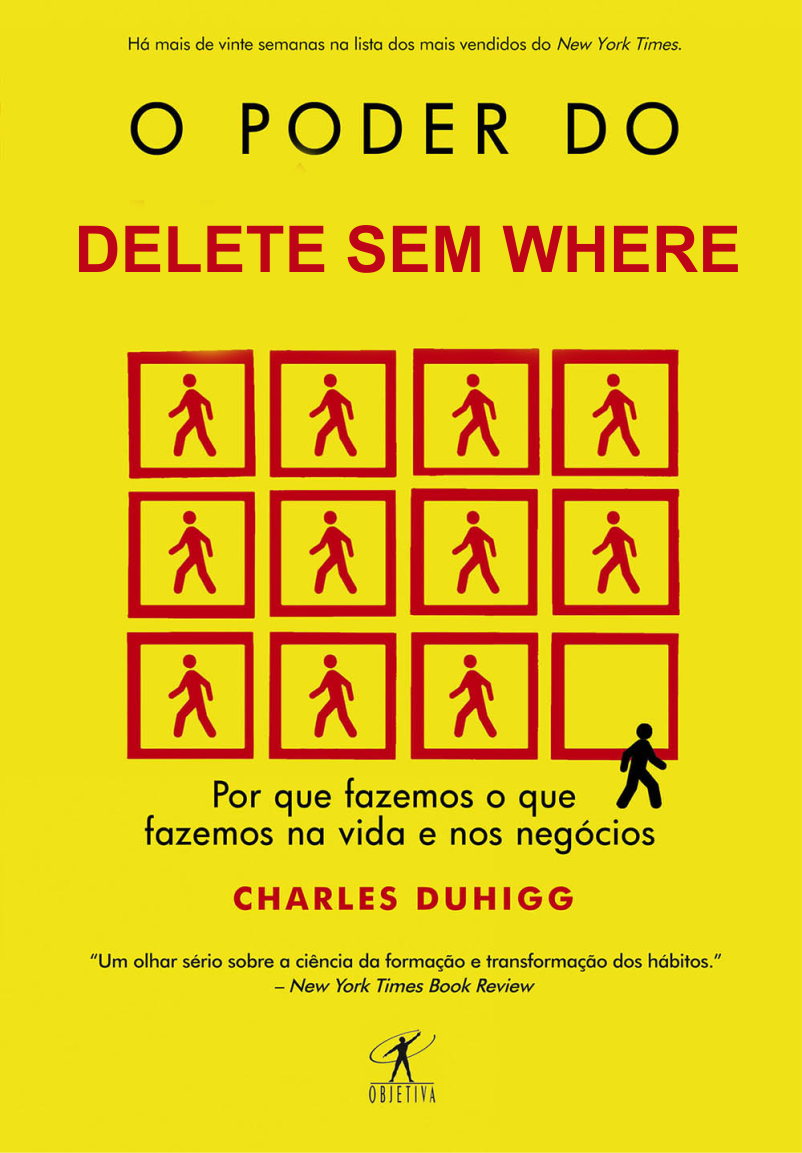 Há mais de vinte semanas na lista dos mais vendidos do New York Times.
O PODER DO
DELETE SEM WHERE
Por que fazemos o que
fazemos na vida e nos negócios
CHARLES DUHIGG
“Um olhar sério sobre a ciência da formação e transformação dos hábitos.”
– New York Times Book Review
OBJETIVA